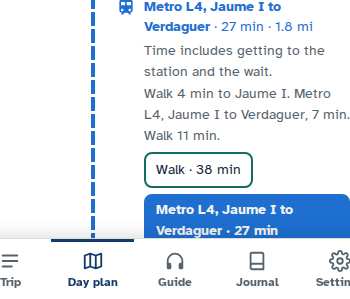 Metro L4, Jaume I to
Verdaguer · 27 min · 1.8 mi
Time includes getting to the
station and the wait.
Walk 4 min to Jaume I. Metro
L4, Jaume I to Verdaguer, 7 min.
Walk 11 min.
Walk · 38 min
Metro L4, Jaume I to
Verdaguer · 27 min
Trip
Day plan
Guide
Journal